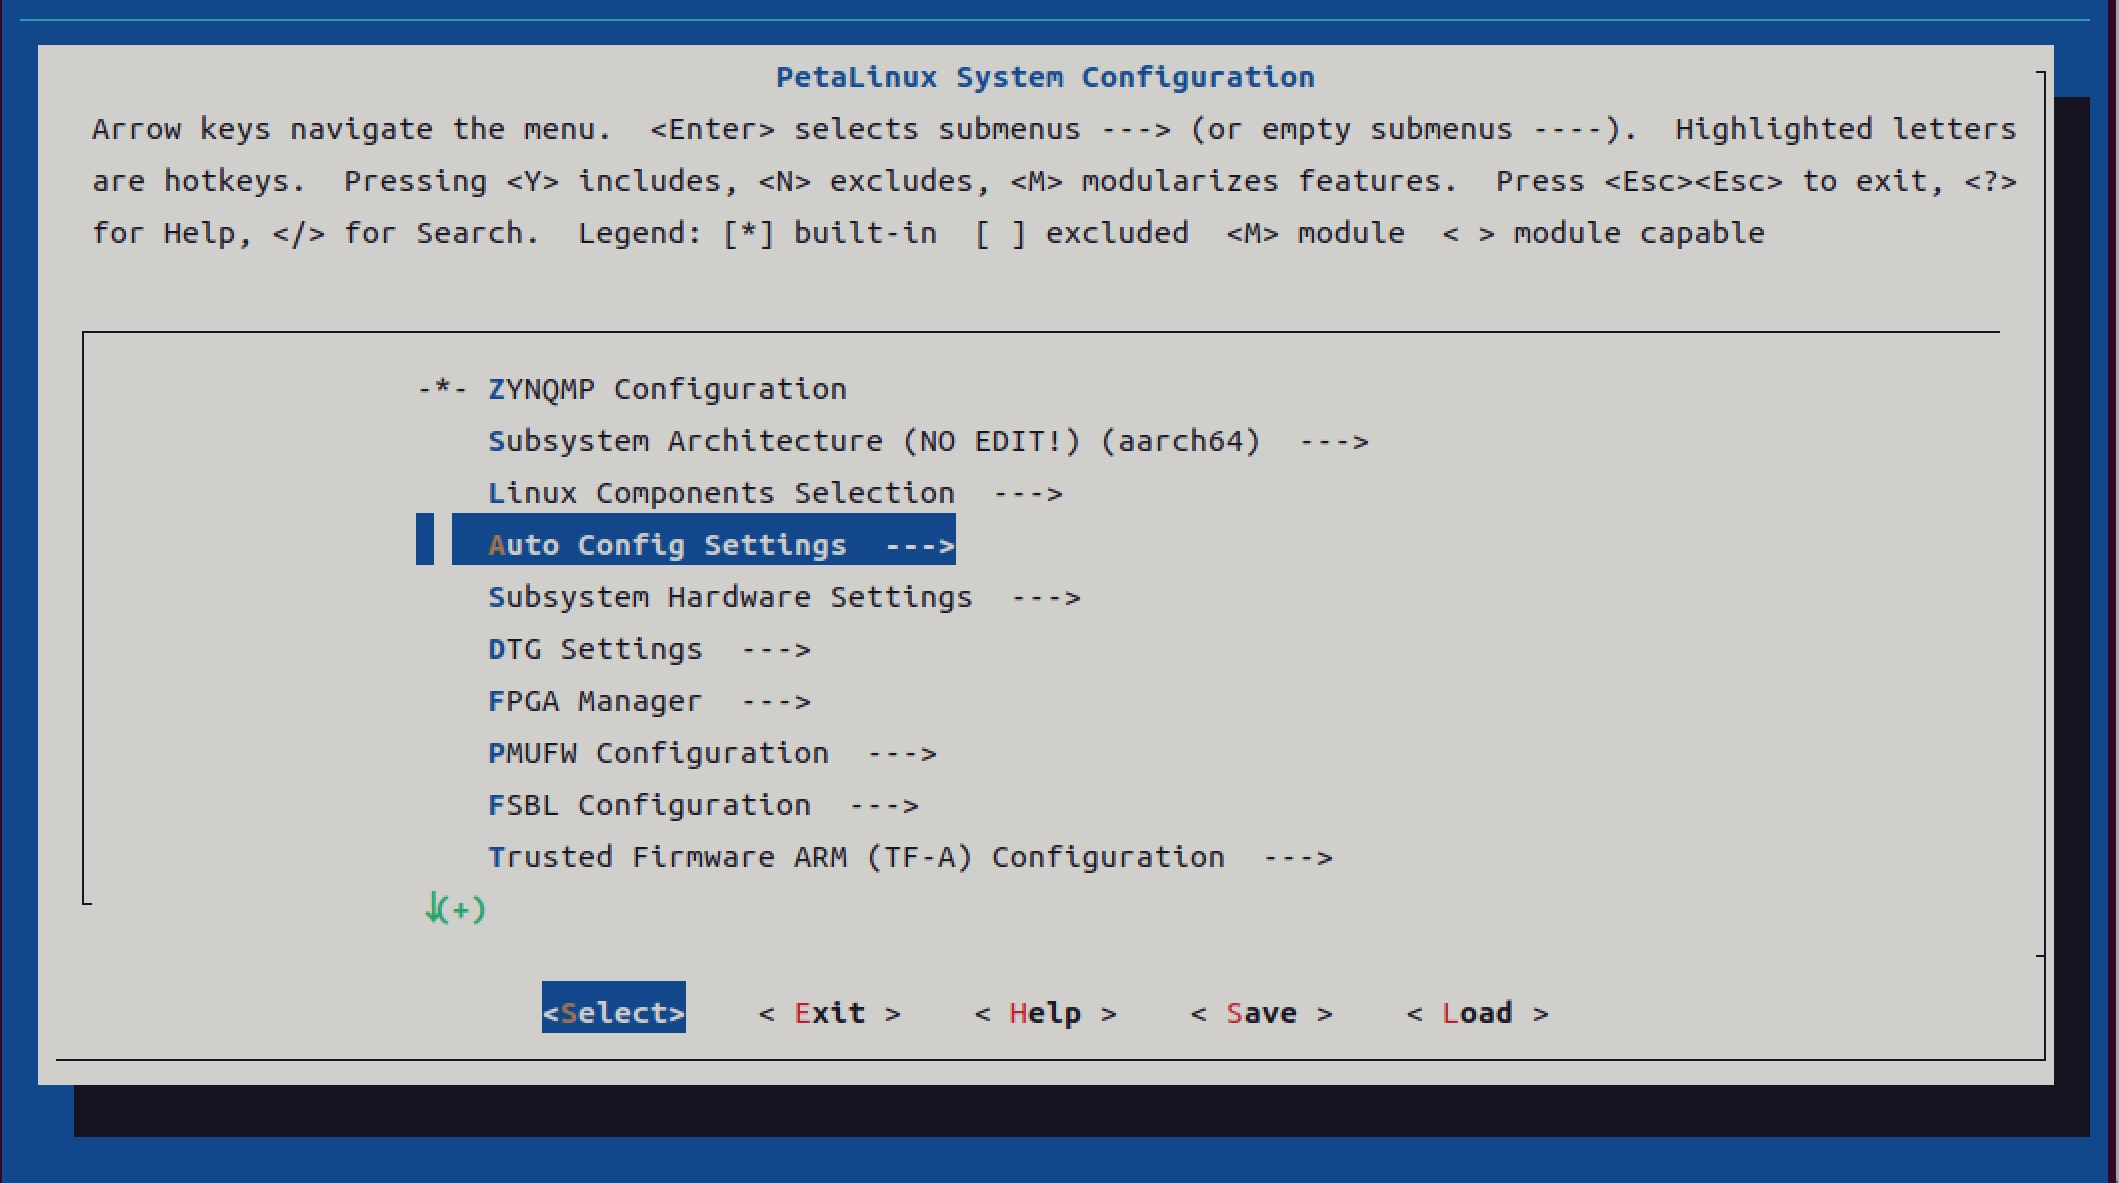 PetaLinux System Configuration
Arrow keys navigate the menu.  <Enter> selects submenus ---> (or empty submenus ----).  Highlighted letters
are hotkeys.  Pressing <Y> includes, <N> excludes, <M> modularizes features.  Press <Esc><Esc> to exit, <?>
for Help, </> for Search.  Legend: [*] built-in  [ ] excluded  <M> module  < > module capable
-*- ZYNQMP Configuration
Subsystem Architecture (NO EDIT!) (aarch64)  --->
Linux Components Selection  --->
Auto Config Settings  --->
Subsystem Hardware Settings  --->
DTG Settings  --->
FPGA Manager  --->
PMUFW Configuration  --->
FSBL Configuration  --->
Trusted Firmware ARM (TF-A) Configuration  --->
↓(+)
<Select>    < Exit >    < Help >    < Save >    < Load >